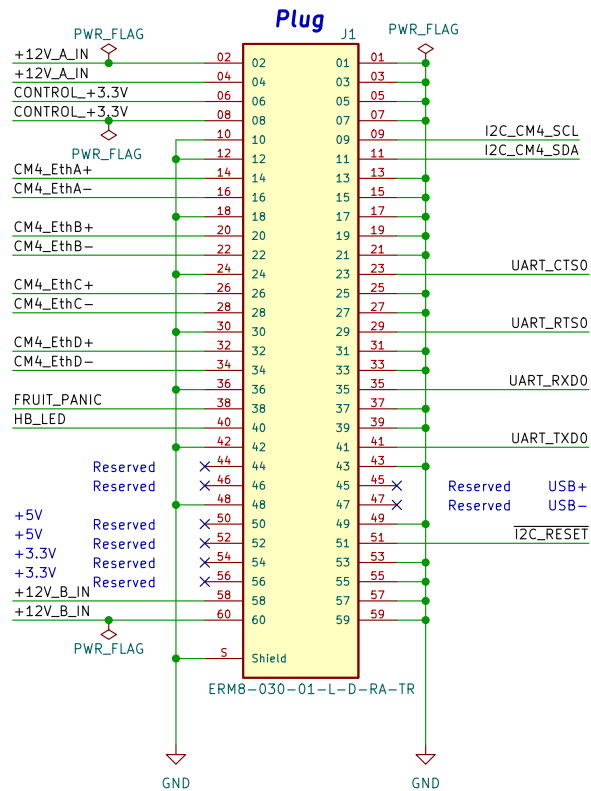 Plug
J1
PWR_FLAG PWR_FLAG
+12V_A_IN 02 02 01 01
+12V_A_IN 04 04 03 03
CONTROL_+3.3V 06 06 05 05
CONTROL_+3.3V 08 08 07 07
PWR_FLAG
10 10 09 09 I2C_CM4_SCL
12 12 11 11 I2C_CM4_SDA
CM4_EthA+ 14 14 13 13
CM4_EthA- 16 16 15 15
18 18 17 17
CM4_EthB+ 20 20 19 19
CM4_EthB- 22 22 21 21
24 24 23 23 UART_CTS0
CM4_EthC+ 26 26 25 25
CM4_EthC- 28 28 27 27
30 30 29 29 UART_RTS0
CM4_EthD+ 32 32 31 31
CM4_EthD- 34 34 33 33
36 36 35 35 UART_RXD0
FRUIT_PANIC 38 38 37 37
HB_LED 40 40 39 39
42 42 41 41 UART_TXD0
Reserved 44 44 43 43
Reserved 46 46 45 45 Reserved USB+
48 48 47 47 Reserved USB-
+5V Reserved 50 50 49 49
+5V Reserved 52 52 51 51 I2C_RESET
+3.3V Reserved 54 54 53 53
+3.3V Reserved 56 56 55 55
+12V_B_IN 58 58 57 57
+12V_B_IN 60 60 59 59
PWR_FLAG
S Shield
ERM8-030-01-L-D-RA-TR
GND GND